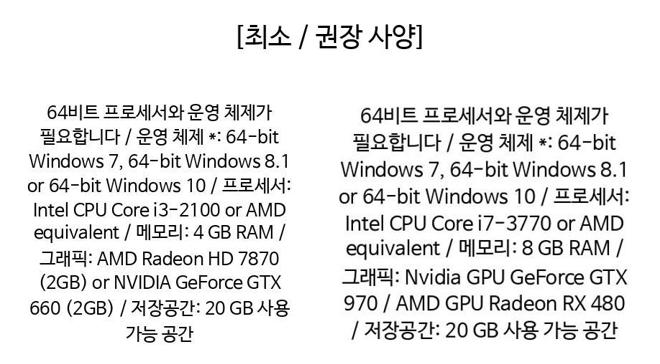 [최소 / 권장 사양]
64비트 프로세서와 운영 체제가
필요합니다 / 운영 체제 *: 64-bit
Windows 7, 64-bit Windows 8.1
or 64-bit Windows 10 / 프로세서:
Intel CPU Core i3-2100 or AMD
equivalent / 메모리: 4 GB RAM /
그래픽: AMD Radeon HD 7870
(2GB) or NVIDIA GeForce GTX
660 (2GB) / 저장공간: 20 GB 사용
가능 공간
64비트 프로세서와 운영 체제가
필요합니다 / 운영 체제 *: 64-bit
Windows 7, 64-bit Windows 8.1
or 64-bit Windows 10 / 프로세서:
Intel CPU Core i7-3770 or AMD
equivalent / 메모리: 8 GB RAM /
그래픽: Nvidia GPU GeForce GTX
970 / AMD GPU Radeon RX 480
/ 저장공간: 20 GB 사용 가능 공간